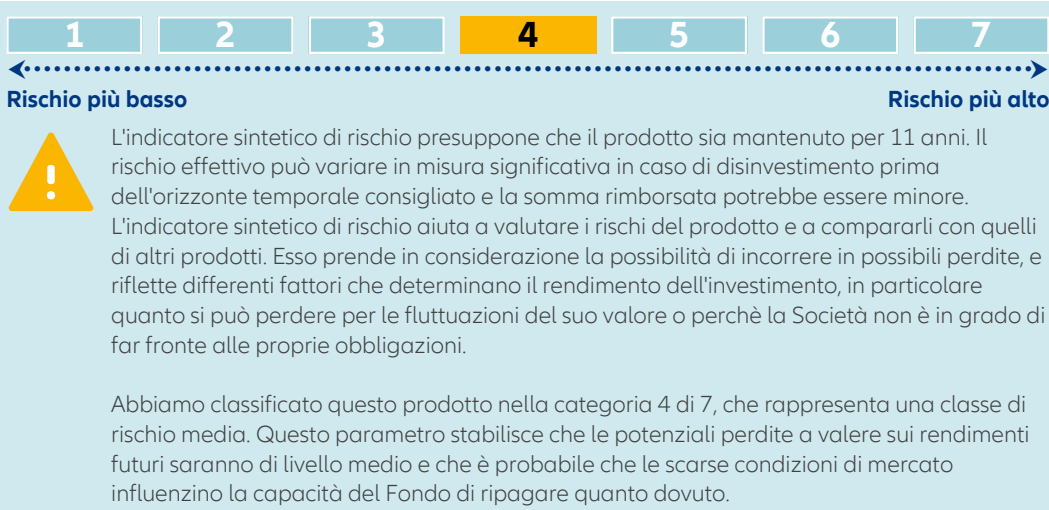 1 2 3 4 5 6 7
Rischio più basso Rischio più alto
L'indicatore sintetico di rischio presuppone che il prodotto sia mantenuto per 11 anni. Il
rischio effettivo può variare in misura significativa in caso di disinvestimento prima
dell'orizzonte temporale consigliato e la somma rimborsata potrebbe essere minore.
L'indicatore sintetico di rischio aiuta a valutare i rischi del prodotto e a compararli con quelli
di altri prodotti. Esso prende in considerazione la possibilità di incorrere in possibili perdite, e
riflette differenti fattori che determinano il rendimento dell'investimento, in particolare
quanto si può perdere per le fluttuazioni del suo valore o perchè la Società non è in grado di
far fronte alle proprie obbligazioni.
Abbiamo classificato questo prodotto nella categoria 4 di 7, che rappresenta una classe di
rischio media. Questo parametro stabilisce che le potenziali perdite a valere sui rendimenti
futuri saranno di livello medio e che è probabile che le scarse condizioni di mercato
influenzino la capacità del Fondo di ripagare quanto dovuto.